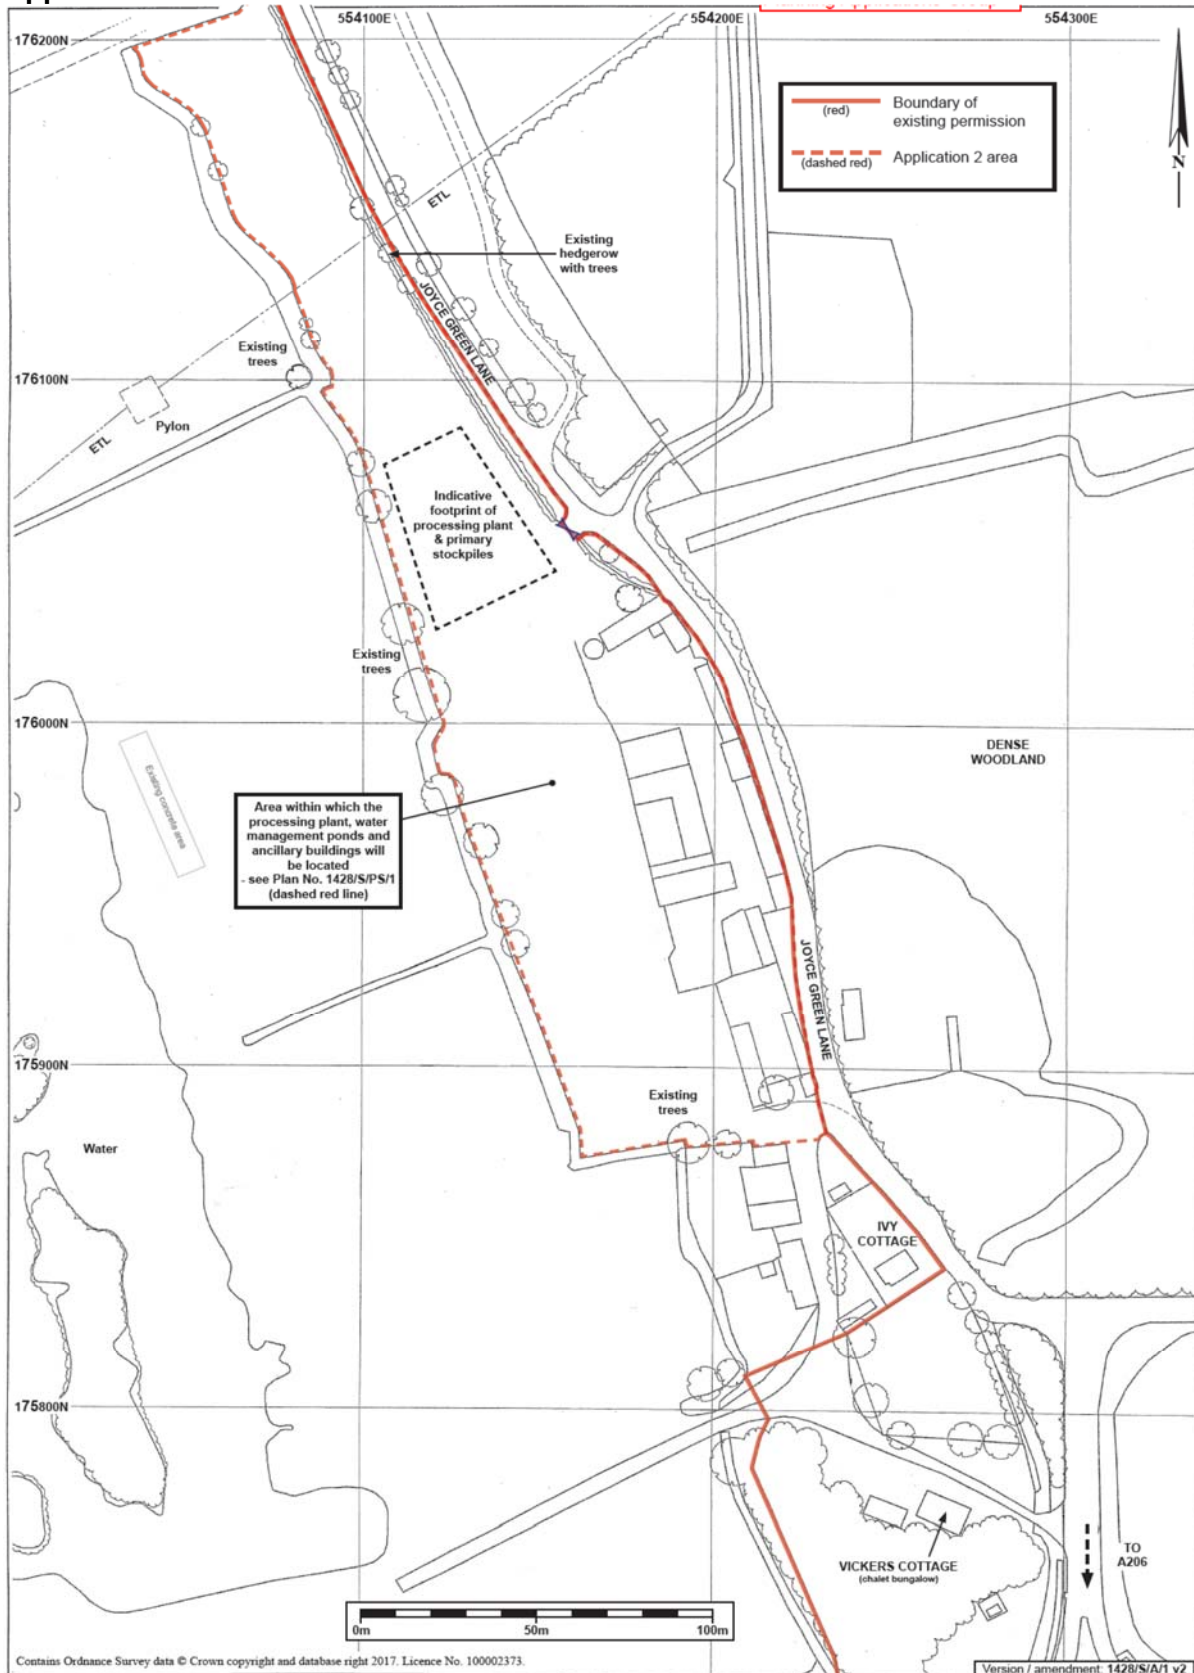 554100E
554200E
554300E
176200N
(red)
Boundary of
existing permission
(dashed red)
Application 2 area
N
ETL
Existing
hedgerow
with trees
JOYCE GREEN LANE
Existing
trees
176100N
Pylon
ETL
Indicative
footprint of
processing plant
& primary
stockpiles
Existing
trees
176000N
DENSE
WOODLAND
Existing concrete area
Area within which the
processing plant, water
management ponds and
ancillary buildings will
be located
- see Plan No. 1428/S/PS/1
(dashed red line)
JOYCE GREEN LANE
175900N
Existing
trees
Water
IVY
COTTAGE
175800N
VICKERS COTTAGE
(chalet bungalow)
TO
A206
0m 50m 100m
Contains Ordnance Survey data © Crown copyright and database right 2017. Licence No. 100002373.
Version / amendment: 1428/S/A/1 v2